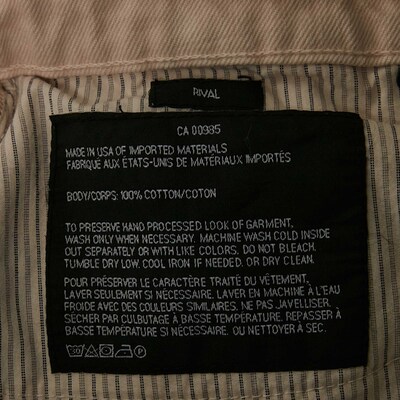 RIVAL
CA 00985
MADE IN USA OF IMPORTED MATERIALS
FABRIQUE AUX ÉTATS-UNIS DE MATÉRIAUX IMPORTÉS
BODY/CORPS: 100% COTTON/COTON
TO PRESERVE HAND PROCESSED LOOK OF GARMENT,
WASH ONLY WHEN NECESSARY. MACHINE WASH COLD INSIDE
OUT SEPARATELY OR WITH LIKE COLORS. DO NOT BLEACH.
TUMBLE DRY LOW, COOL IRON IF NEEDED, OR DRY CLEAN.
POUR PRÉSERVER LE CARACTÈRE TRAITÉ DU VÊTEMENT,
LAVER SEULEMENT SI NÉCESSAIRE. LAVER EN MACHINE À L'EAU
FROIDE AVEC DES COULEURS SIMILAIRES. NE PAS JAVELLISER.
SÉCHER PAR CULBUTAGE À BASSE TEMPÉRATURE. REPASSER À
BASSE TEMPÉRATURE SI NÉCESSAIRE. OU NETTOYER À SEC.